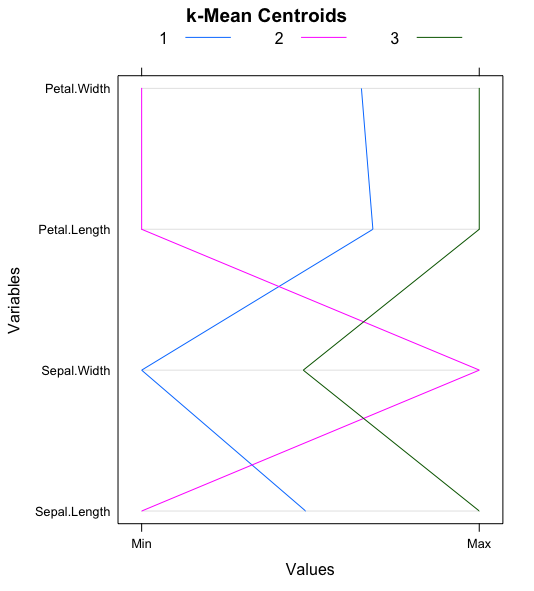 k-Mean Centroids
1 2 3
Petal.Width
Petal.Length
Sepal.Width
Sepal.Length
Variables
Min Max
Values